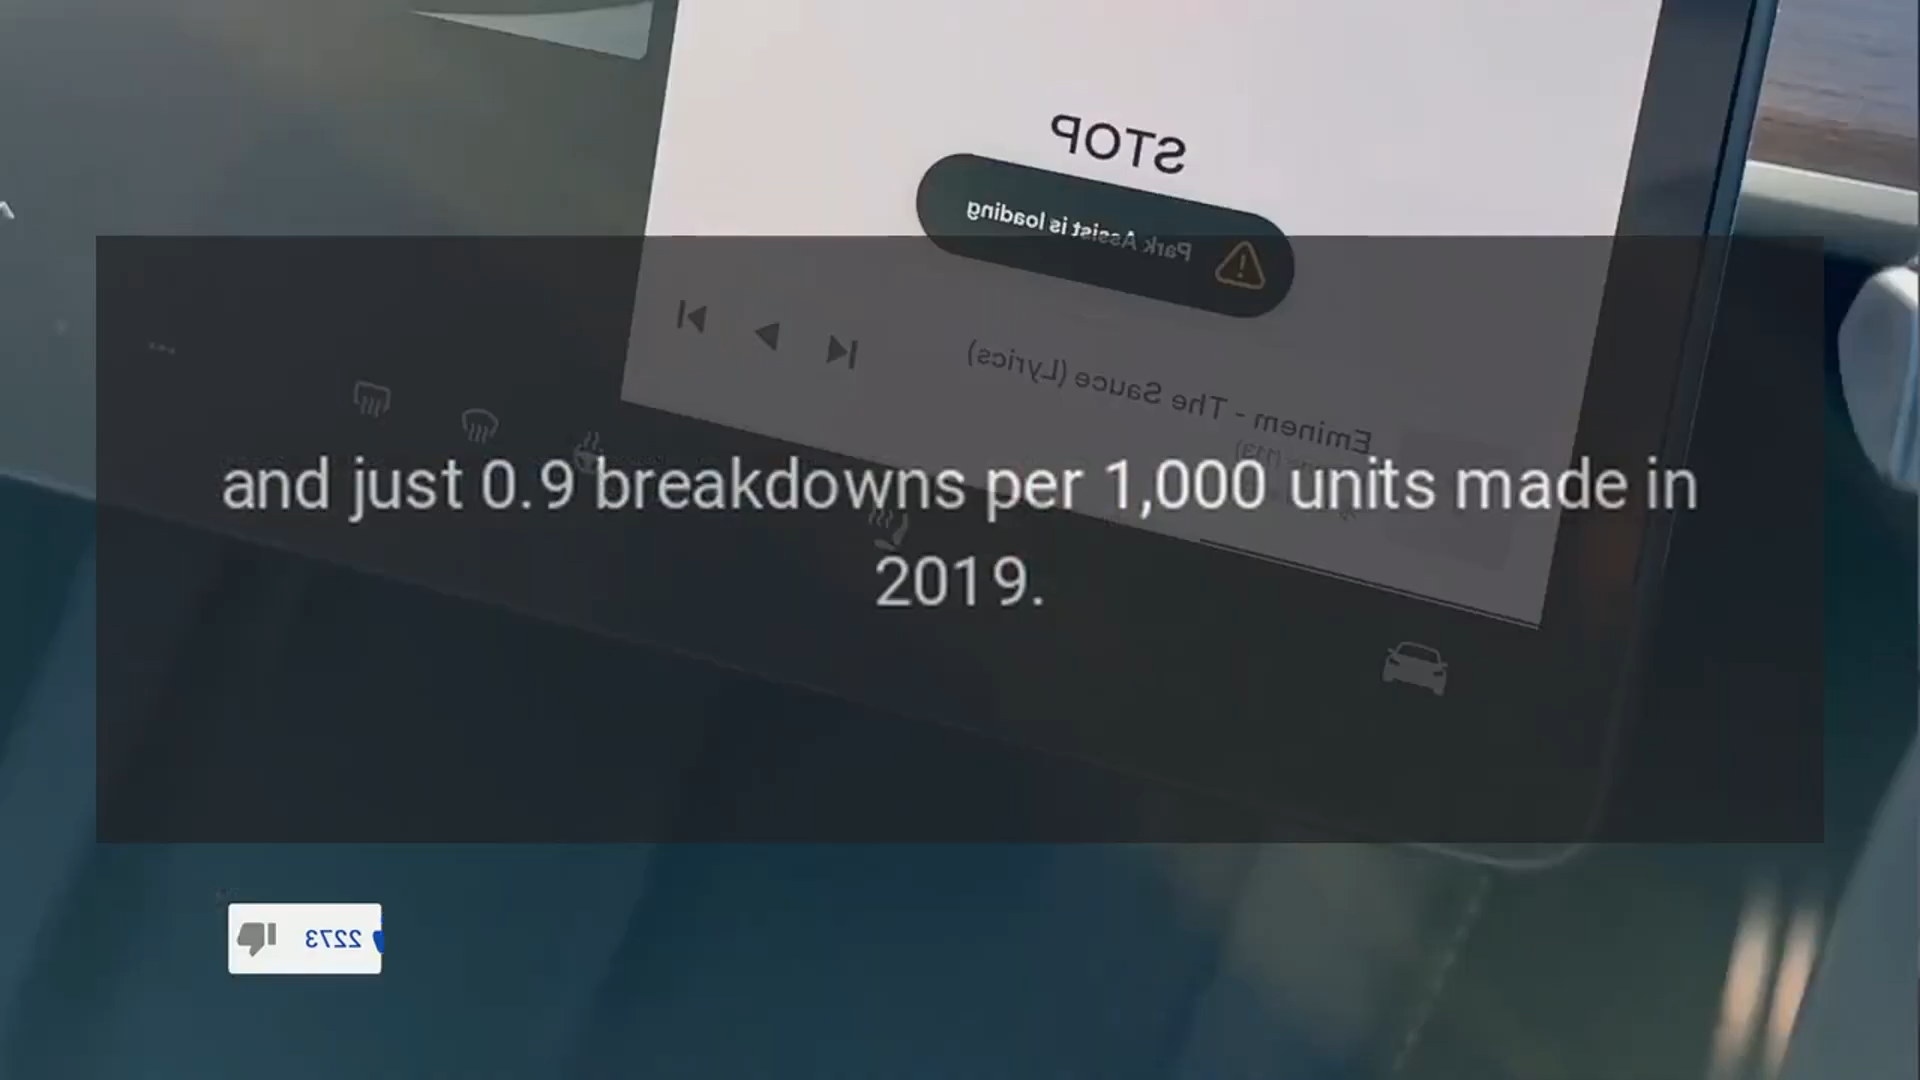 STOP
Park Assist is loading
Eminem - The Sauce (Lyrics)
and just 0.9 breakdowns per 1,000 units made in
2019.
2273